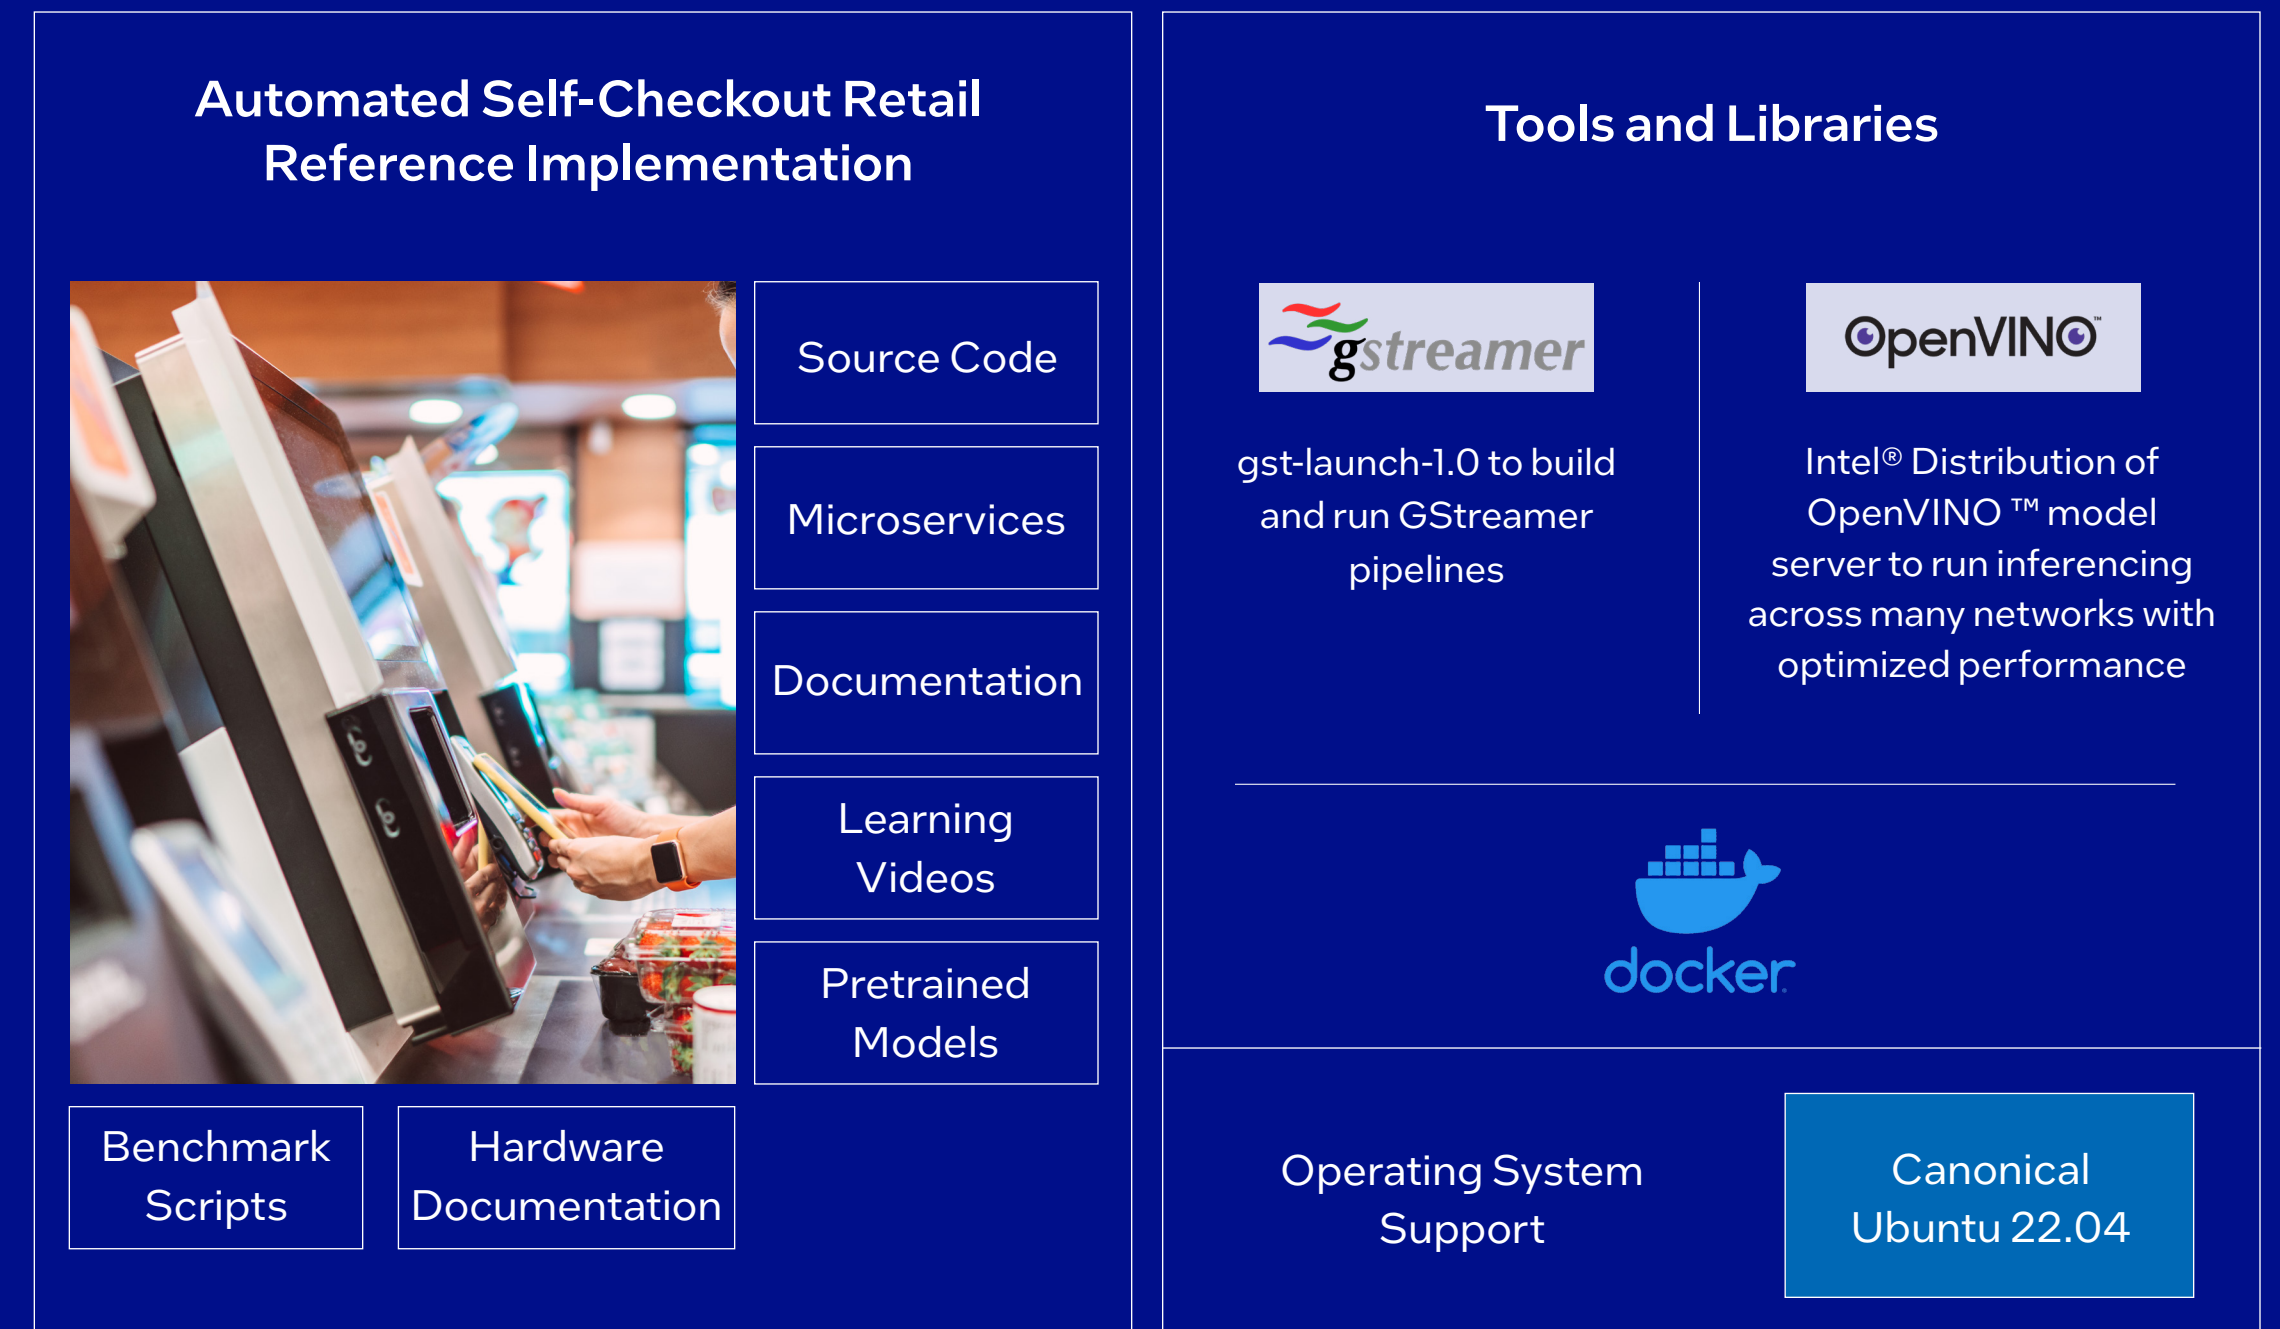 Automated Self-Checkout Retail
Reference Implementation
Source Code
Microservices
Documentation
Learning
Videos
Pretrained
Models
Benchmark
Scripts
Hardware
Documentation
Tools and Libraries
gstreamer
gst-launch-1.0 to build
and run GStreamer
pipelines
OpenVINO™
Intel® Distribution of
OpenVINO ™ model
server to run inferencing
across many networks with
optimized performance
docker
Operating System
Support
Canonical
Ubuntu 22.04